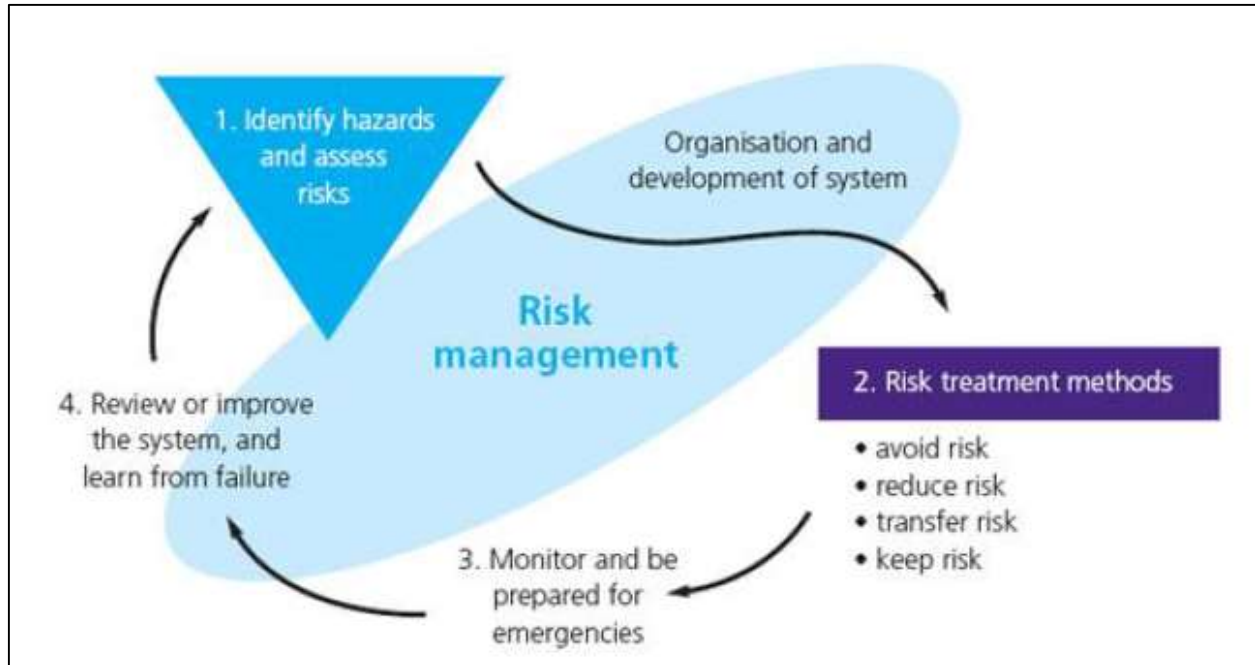 1. Identify hazards
and assess
risks
Organisation and
development of system
Risk
management
2. Risk treatment methods
• avoid risk
• reduce risk
• transfer risk
• keep risk
3. Monitor and be
prepared for
emergencies
4. Review or improve
the system, and
learn from failure